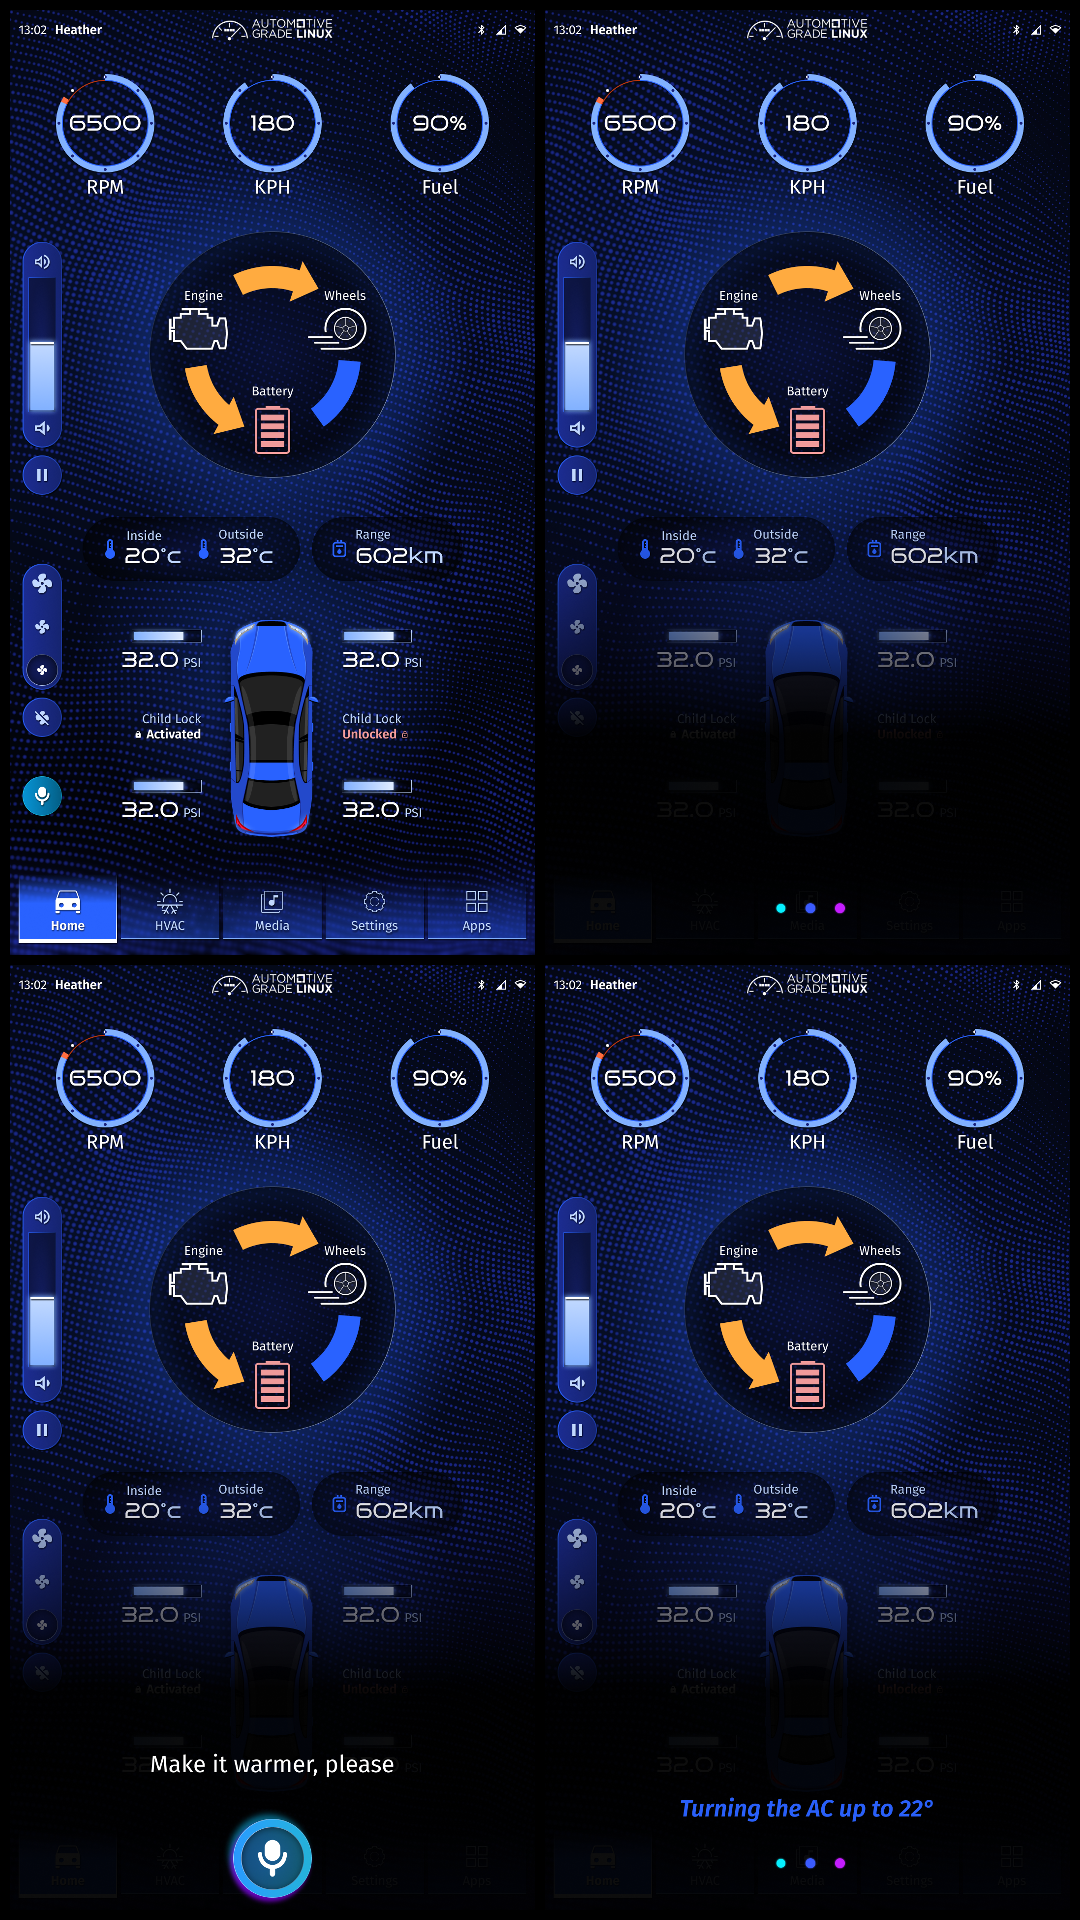 13:02 Heather
AUTOMOTIVE
GRADE LINUX
6500
180
90%
RPM
KPH
Fuel
Engine
Wheels
Battery
Inside
20°c
Outside
32°c
Range
602km
32.0 PSI
32.0 PSI
Child Lock
Activated
Child Lock
Unlocked
32.0 PSI
32.0 PSI
Home
HVAC
Media
Settings
Apps
13:02 Heather
AUTOMOTIVE
GRADE LINUX
6500
180
90%
RPM
KPH
Fuel
Engine
Wheels
Battery
Inside
20°c
Outside
32°c
Range
602km
32.0 PSI
32.0 PSI
Child Lock
Activated
Child Lock
Unlocked
32.0 PSI
32.0 PSI
Home
HVAC
Media
Settings
Apps
13:02 Heather
AUTOMOTIVE
GRADE LINUX
6500
180
90%
RPM
KPH
Fuel
Engine
Wheels
Battery
Inside
20°c
Outside
32°c
Range
602km
32.0 PSI
32.0 PSI
Child Lock
Activated
Child Lock
Unlocked
Make it warmer, please
Home
HVAC
Settings
Apps
13:02 Heather
AUTOMOTIVE
GRADE LINUX
6500
180
90%
RPM
KPH
Fuel
Engine
Wheels
Battery
Inside
20°c
Outside
32°c
Range
602km
32.0 PSI
32.0 PSI
Child Lock
Activated
Child Lock
Unlocked
32.0 PSI
32.0 PSI
Turning the AC up to 22°
Home
HVAC
Media
Settings
Apps